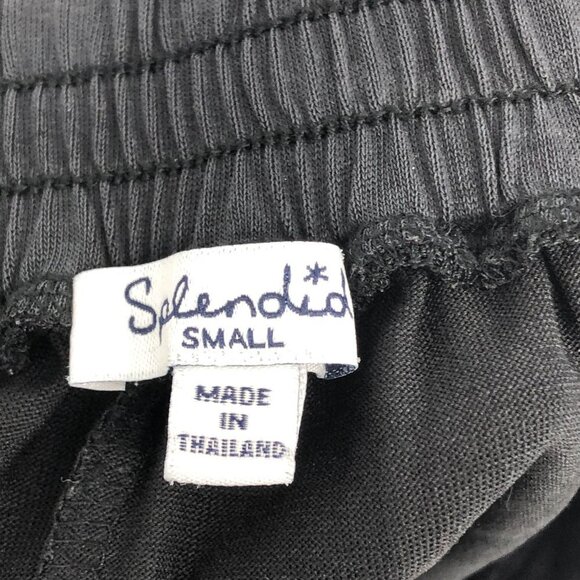 Splendid
SMALL
MADE
IN
THAILAND